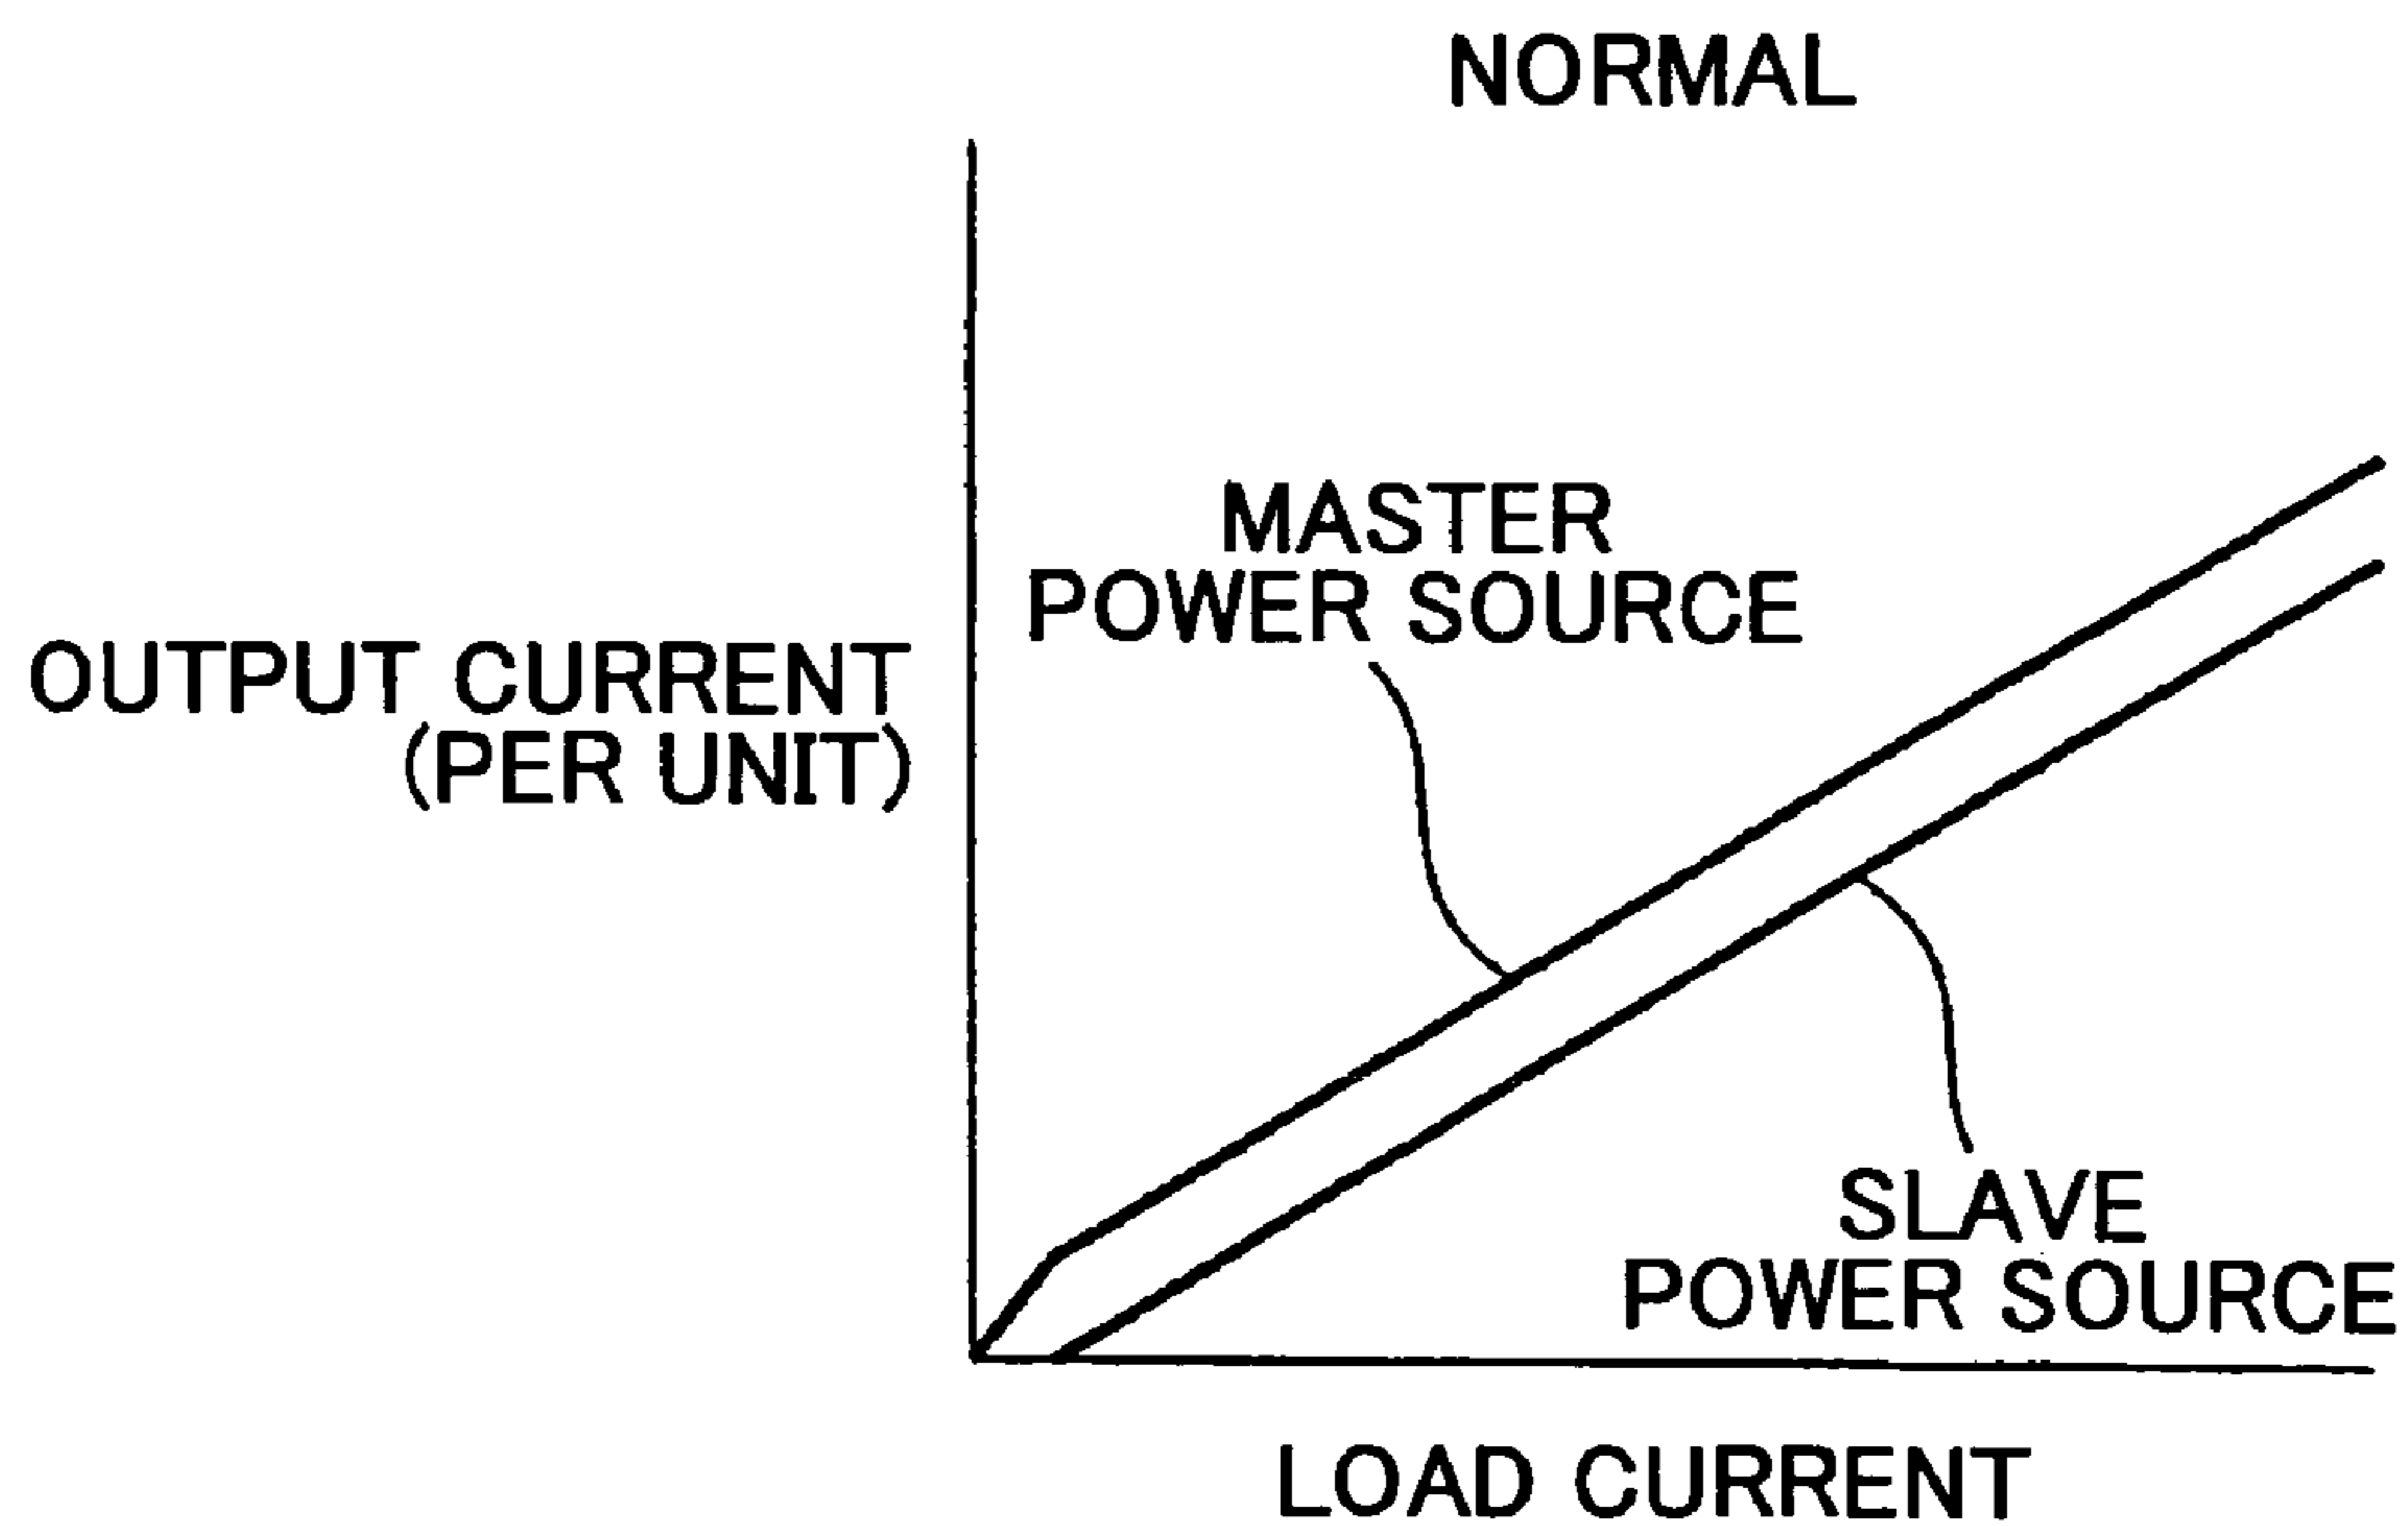 NORMAL
MASTER
POWER SOURCE
OUTPUT CURRENT
(PER UNIT)
SLAVE
POWER SOURCE
LOAD CURRENT